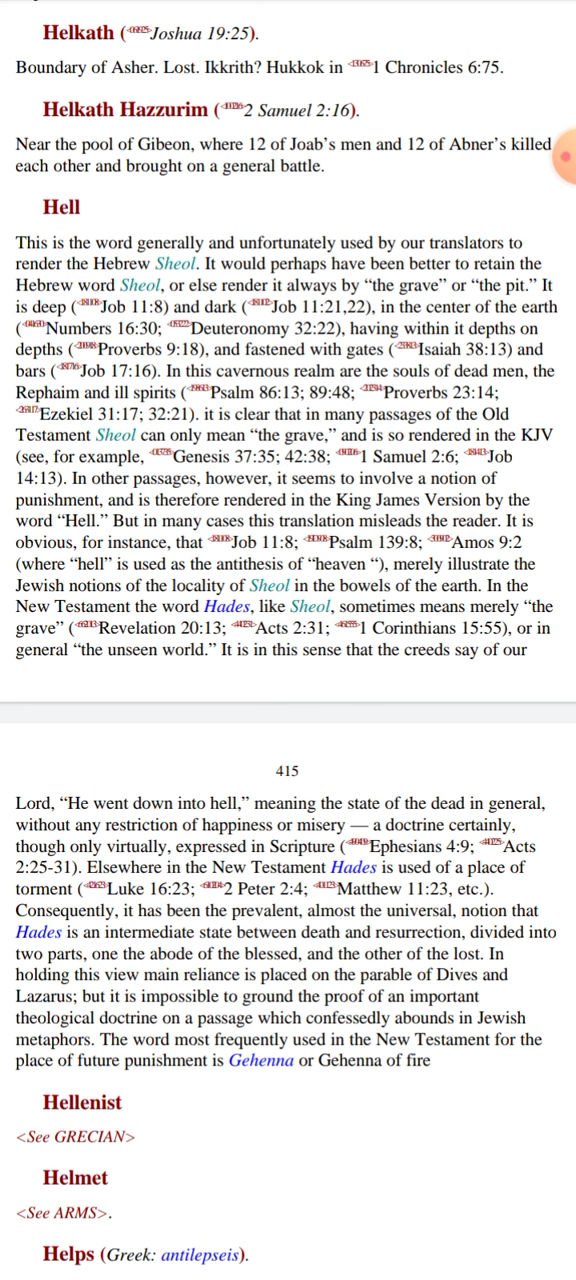 Helkath (Joshua 19:25).
Boundary of Asher. Lost. Ikkrith? Hukkok in 1 Chronicles 6:75.
Helkath Hazzurim (2 Samuel 2:16).
Near the pool of Gibeon, where 12 of Joab’s men and 12 of Abner’s killed
each other and brought on a general battle.
Hell
This is the word generally and unfortunately used by our translators to
render the Hebrew Sheol. It would perhaps have been better to retain the
Hebrew word Sheol, or else render it always by “the grave” or “the pit.” It
is deep (Job 11:8) and dark (Job 11:21,22), in the center of the earth
(Numbers 16:30; Deuteronomy 32:22), having within it depths on
depths (Proverbs 9:18), and fastened with gates (Isaiah 38:13) and
bars (Job 17:16). In this cavernous realm are the souls of dead men, the
Rephaim and ill spirits (Psalm 86:13; 89:48; Proverbs 23:14;
Ezekiel 31:17; 32:21). it is clear that in many passages of the Old
Testament Sheol can only mean “the grave,” and is so rendered in the KJV
(see, for example, Genesis 37:35; 42:38; 1 Samuel 2:6; Job
14:13). In other passages, however, it seems to involve a notion of
punishment, and is therefore rendered in the King James Version by the
word “Hell.” But in many cases this translation misleads the reader. It is
obvious, for instance, that Job 11:8; Psalm 139:8; Amos 9:2
(where “hell” is used as the antithesis of “heaven “), merely illustrate the
Jewish notions of the locality of Sheol in the bowels of the earth. In the
New Testament the word Hades, like Sheol, sometimes means merely “the
grave” (Revelation 20:13; Acts 2:31; 1 Corinthians 15:55), or in
general “the unseen world.” It is in this sense that the creeds say of our
415
Lord, “He went down into hell,” meaning the state of the dead in general,
without any restriction of happiness or misery — a doctrine certainly,
though only virtually, expressed in Scripture (Ephesians 4:9; Acts
2:25-31). Elsewhere in the New Testament Hades is used of a place of
torment (Luke 16:23; 2 Peter 2:4; Matthew 11:23, etc.).
Consequently, it has been the prevalent, almost the universal, notion that
Hades is an intermediate state between death and resurrection, divided into
two parts, one the abode of the blessed, and the other of the lost. In
holding this view main reliance is placed on the parable of Dives and
Lazarus; but it is impossible to ground the proof of an important
theological doctrine on a passage which confessedly abounds in Jewish
metaphors. The word most frequently used in the New Testament for the
place of future punishment is Gehenna or Gehenna of fire
Hellenist
<See GRECIAN>
Helmet
<See ARMS>.
Helps (Greek: antilepseis).